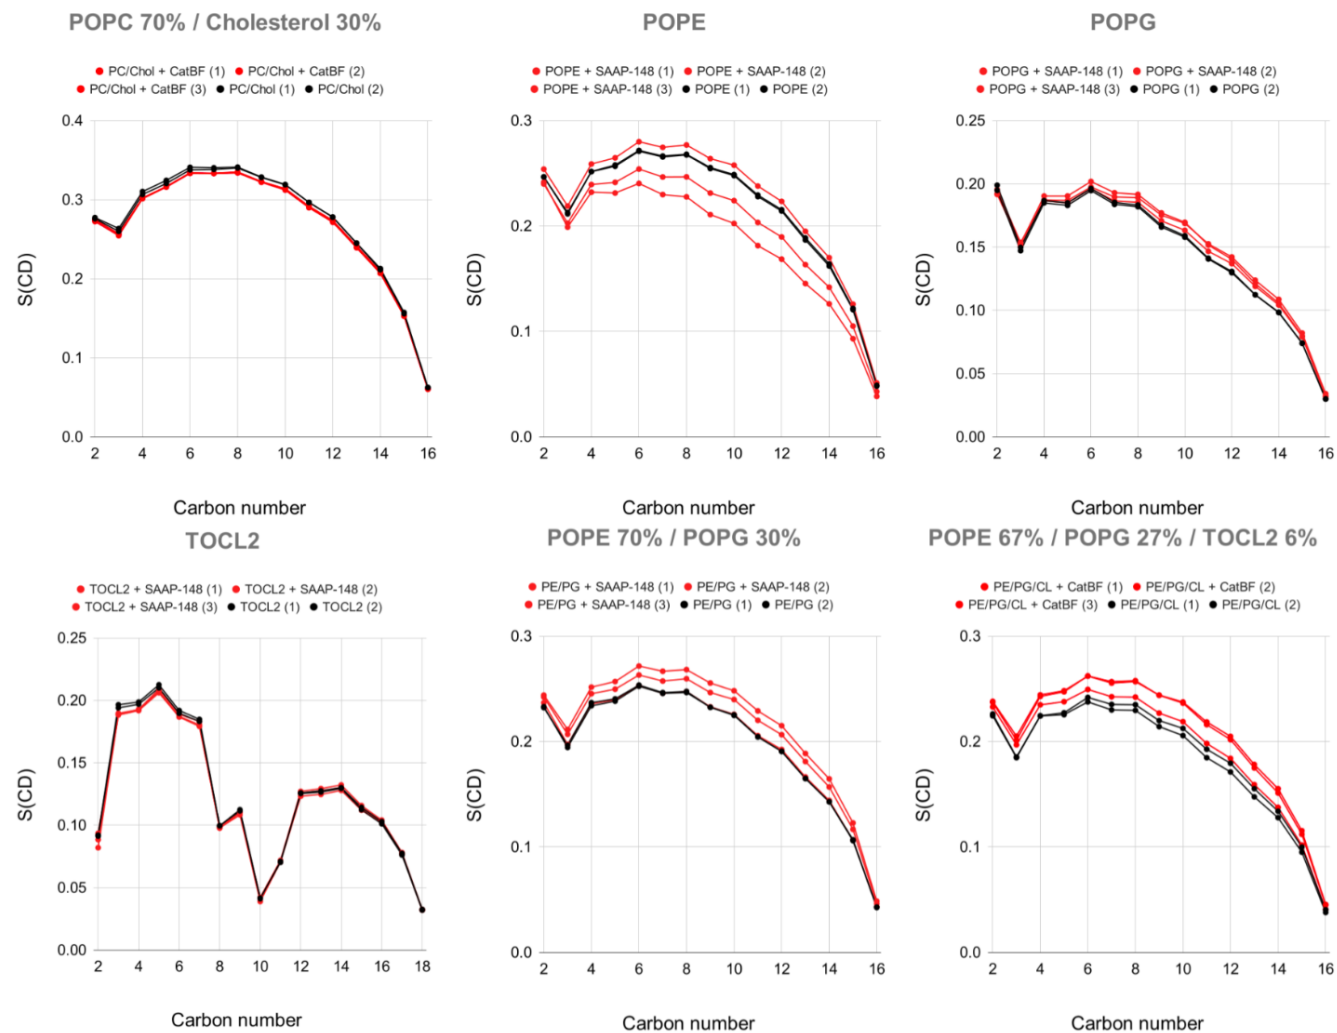 POPC 70% / Cholesterol 30%
PC/Chol + CatBF (1) PC/Chol + CatBF (2)
PC/Chol + CatBF (3) PC/Chol (1) PC/Chol (2)
S(CD)
0.4
0.3
0.2
0.1
0.0
2 4 6 8 10 12 14 16
Carbon number
POPE
POPE + SAAP-148 (1) POPE + SAAP-148 (2)
POPE + SAAP-148 (3) POPE (1) POPE (2)
S(CD)
0.3
0.2
0.1
0.0
2 4 6 8 10 12 14 16
Carbon number
POPG
POPG + SAAP-148 (1) POPG + SAAP-148 (2)
POPG + SAAP-148 (3) POPG (1) POPG (2)
S(CD)
0.25
0.20
0.15
0.10
0.05
0.00
2 4 6 8 10 12 14 16
Carbon number
TOCL2
TOCL2 + SAAP-148 (1) TOCL2 + SAAP-148 (2)
TOCL2 + SAAP-148 (3) TOCL2 (1) TOCL2 (2)
S(CD)
0.25
0.20
0.15
0.10
0.05
0.00
2 4 6 8 10 12 14 16 18
Carbon number
POPE 70% / POPG 30%
PE/PG + SAAP-148 (1) PE/PG + SAAP-148 (2)
PE/PG + SAAP-148 (3) PE/PG (1) PE/PG (2)
S(CD)
0.3
0.2
0.1
0.0
2 4 6 8 10 12 14 16
Carbon number
POPE 67% / POPG 27% / TOCL2 6%
PE/PG/CL + CatBF (1) PE/PG/CL + CatBF (2)
PE/PG/CL + CatBF (3) PE/PG/CL (1) PE/PG/CL (2)
S(CD)
0.3
0.2
0.1
0.0
2 4 6 8 10 12 14 16
Carbon number